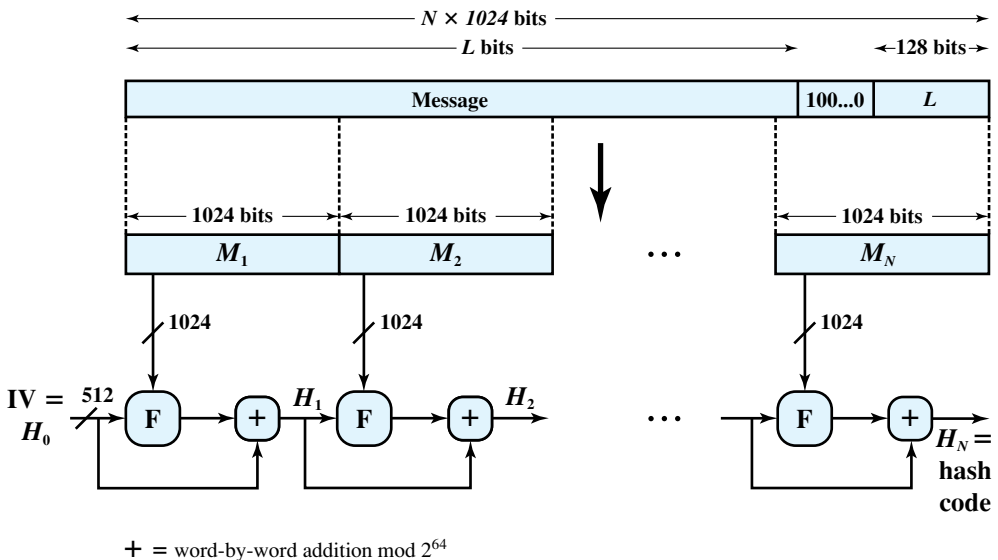 N × 1024 bits
L bits
128 bits
Message
100...0
L
1024 bits
1024 bits
1024 bits
M1
M2
...
MN
1024
1024
1024
IV =
H0
512
F
+
H1
F
+
H2
...
F
+
HN =
hash
code
+ = word-by-word addition mod 2^64